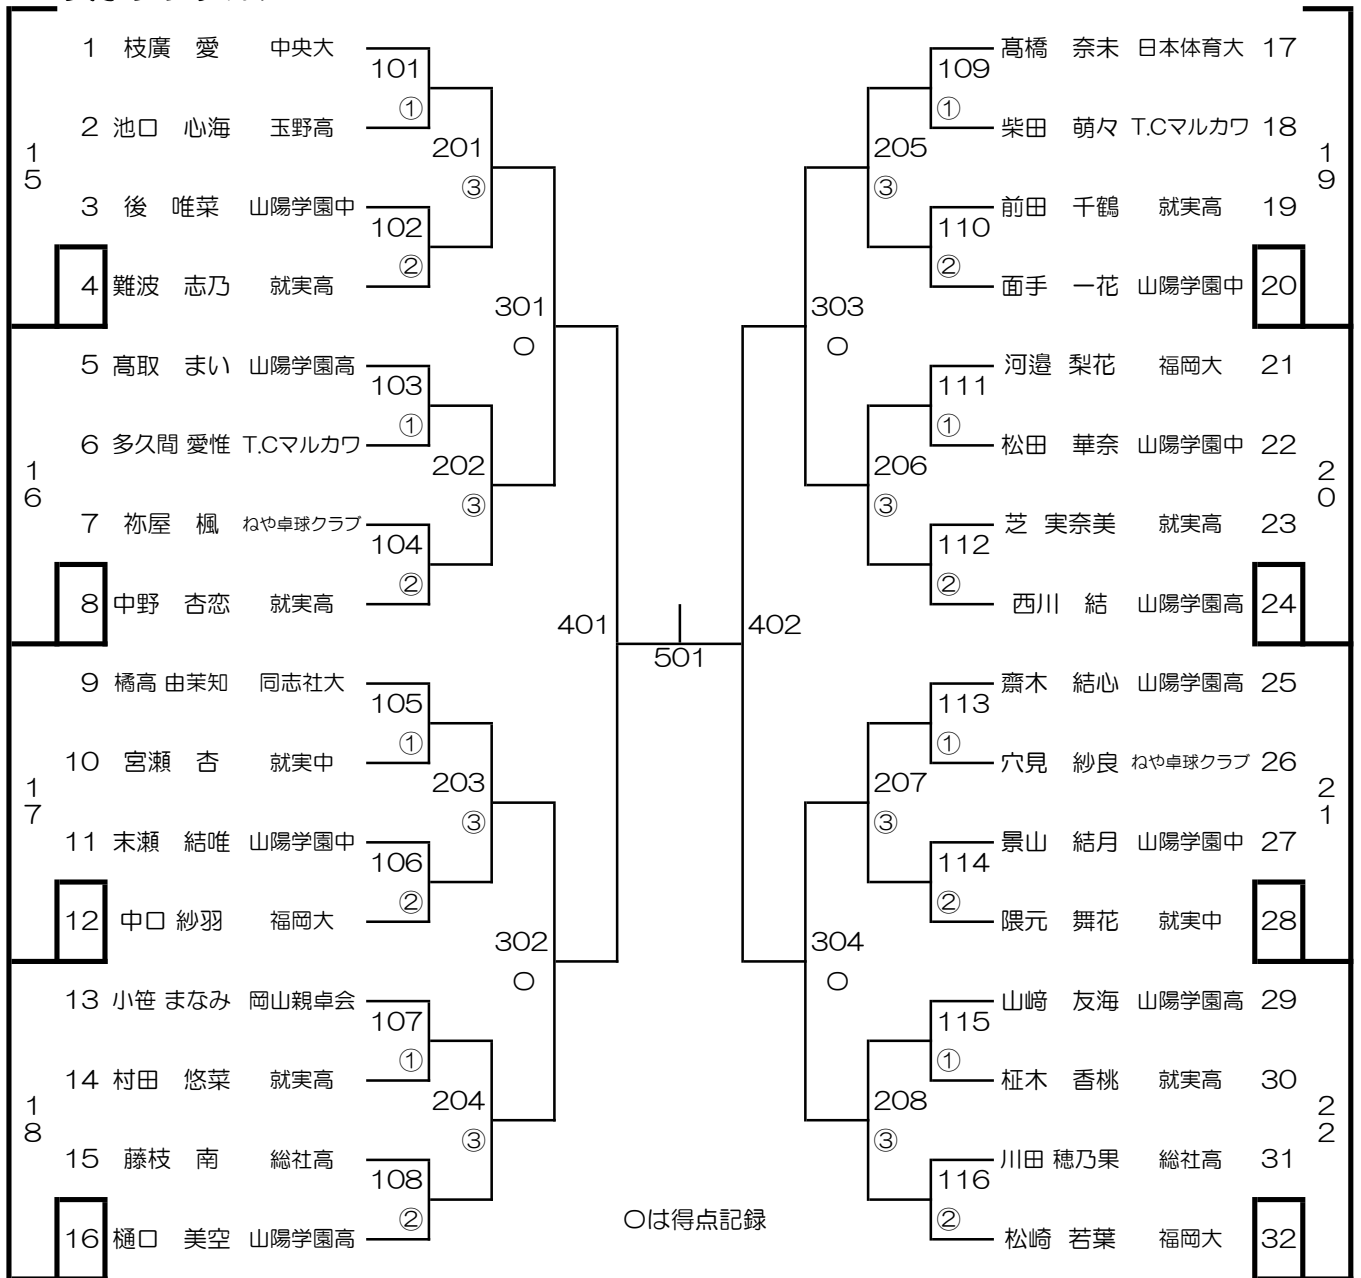 1 枝廣 愛 中央大
101
①
2 池口 心海 玉野高
201
③
15
3 後 唯菜 山陽学園中
102
②
4 難波 志乃 就実高
301
○
5 髙取 まい 山陽学園高
103
①
6 多久間 愛惟 T.Cマルカワ
202
③
16
7 祢屋 楓 ねや卓球クラブ
104
②
8 中野 杏恋 就実高
401
9 橘高 由茉知 同志社大
105
①
10 宮瀬 杏 就実中
203
③
17
11 末瀬 結唯 山陽学園中
106
②
12 中口 紗羽 福岡大
302
○
13 小笹 まなみ 岡山親卓会
107
①
14 村田 悠菜 就実高
204
③
18
15 藤枝 南 総社高
108
②
16 樋口 美空 山陽学園高
501
髙橋 奈未 日本体育大 17
109
①
柴田 萌々 T.Cマルカワ 18
205
③
19
前田 千鶴 就実高 19
110
②
面手 一花 山陽学園中 20
303
○
河邉 梨花 福岡大 21
111
①
松田 華奈 山陽学園中 22
206
③
20
芝 実奈美 就実高 23
112
②
西川 結 山陽学園高 24
402
齋木 結心 山陽学園高 25
113
①
穴見 紗良 ねや卓球クラブ 26
207
③
21
景山 結月 山陽学園中 27
114
②
隈元 舞花 就実中 28
304
○
山﨑 友海 山陽学園高 29
115
①
柾木 香桃 就実高 30
208
③
22
川田 穂乃果 総社高 31
116
②
松崎 若葉 福岡大 32
○は得点記録